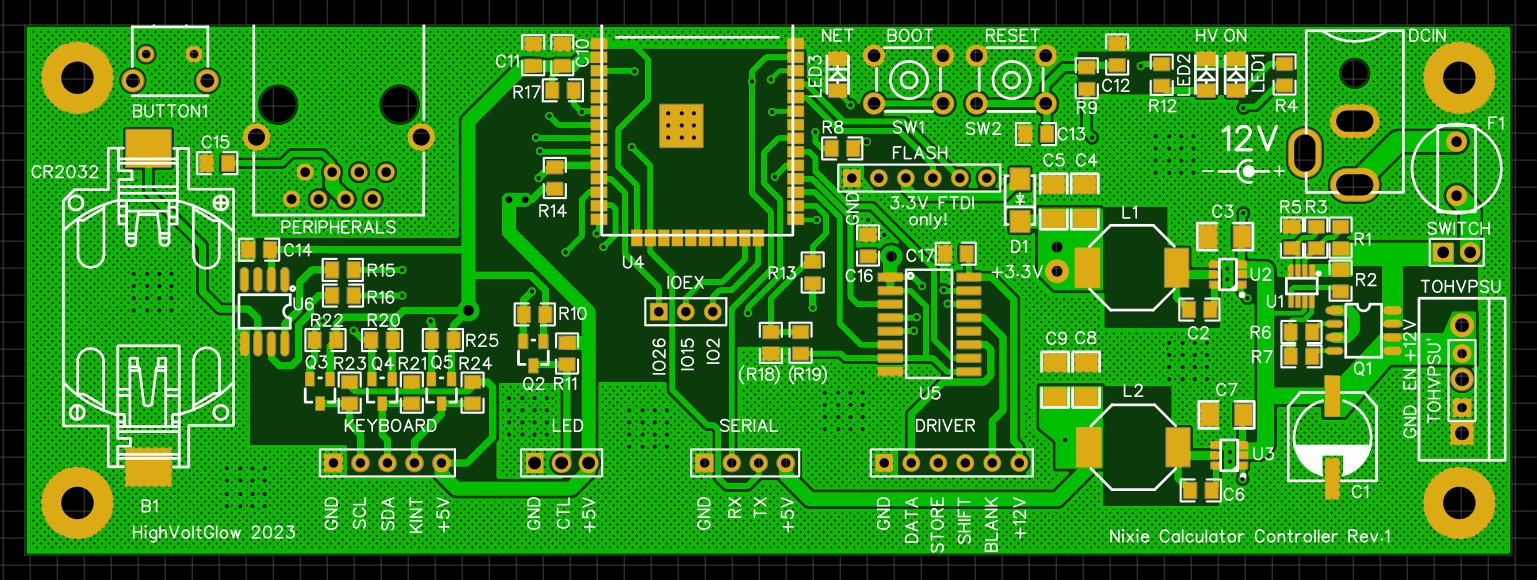 NET
BOOT
RESET
HV ON
DCIN
C11
C10
LED3
LED2
LED1
R17
C12
R9
R12
R4
BUTTON1
SW1
SW2
C13
F1
R8
12V
C15
FLASH
C5 C4
- +
CR2032
R14
3.3V FTDI
only!
GND
L1
C3
R5 R3
PERIPHERALS
SWITCH
C14
U4
C16
C17
D1
R1
R15
R13
+3.3V
U2
R2
IOEX
TOHVPSU
R16
U6
U1
R22
R20
R10
C2
R6
R25
C9 C8
R7
Q3
R23
Q4
R21
Q5
R24
Q2
R11
IO26
IO15
IO2
(R18) (R19)
U5
Q1
GND EN +12V
TOHVPSU
L2
C7
KEYBOARD
LED
SERIAL
DRIVER
U3
C6
C1
B1
GND
SCL
SDA
KINT
+5V
GND
CTL
+5V
GND
RX
TX
+5V
GND
DATA
STORE
SHIFT
BLANK
+12V
HighVoltGlow 2023
Nixie Calculator Controller Rev.1